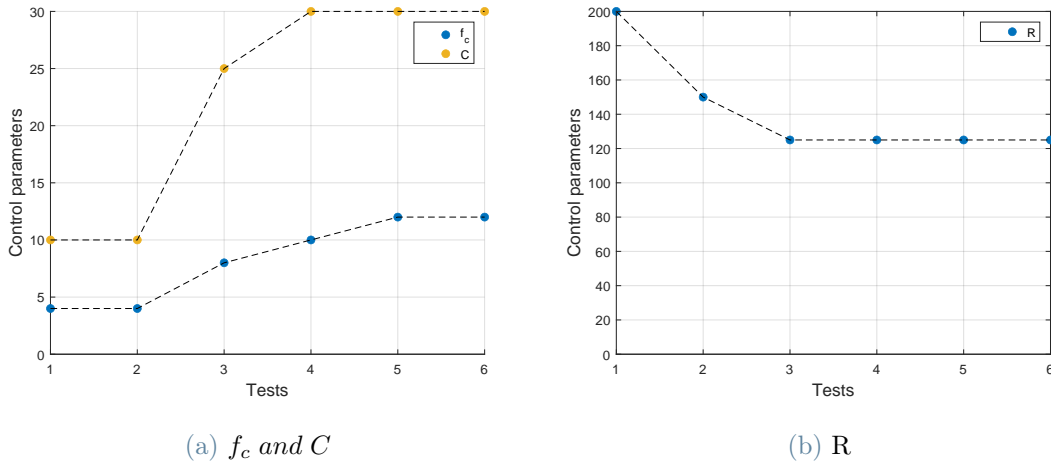 30
25
20
15
10
5
0
Control parameters
1 2 3 4 5 6
Tests
f_c
C
200
180
160
140
120
100
80
60
40
20
0
Control parameters
1 2 3 4 5 6
Tests
R
(a) f_c and C
(b) R